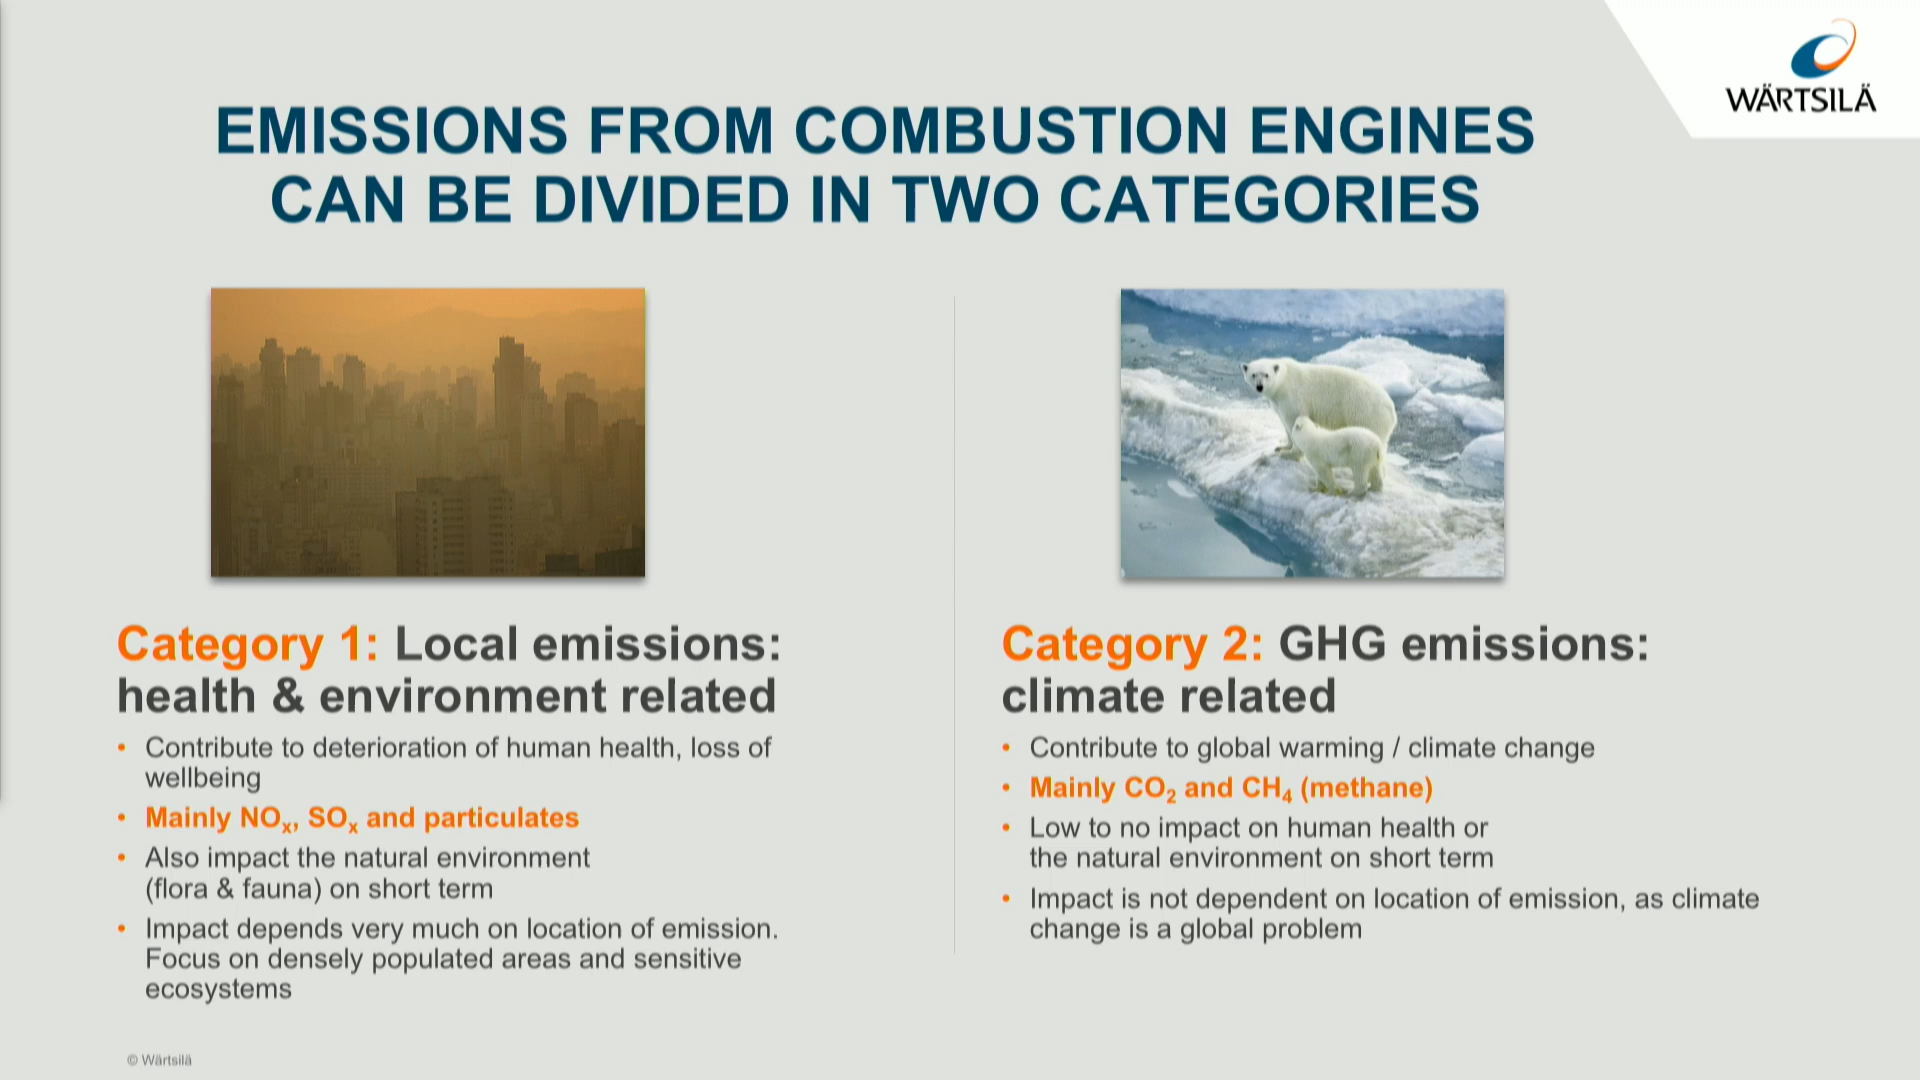 WÄRTSILÄ
EMISSIONS FROM COMBUSTION ENGINES
CAN BE DIVIDED IN TWO CATEGORIES
Category 1: Local emissions:
health & environment related
• Contribute to deterioration of human health, loss of
wellbeing
• Mainly NOₓ, SOₓ and particulates
• Also impact the natural environment
(flora & fauna) on short term
• Impact depends very much on location of emission.
Focus on densely populated areas and sensitive
ecosystems
Category 2: GHG emissions:
climate related
• Contribute to global warming / climate change
• Mainly CO₂ and CH₄ (methane)
• Low to no impact on human health or
the natural environment on short term
• Impact is not dependent on location of emission, as climate
change is a global problem
© Wärtsilä